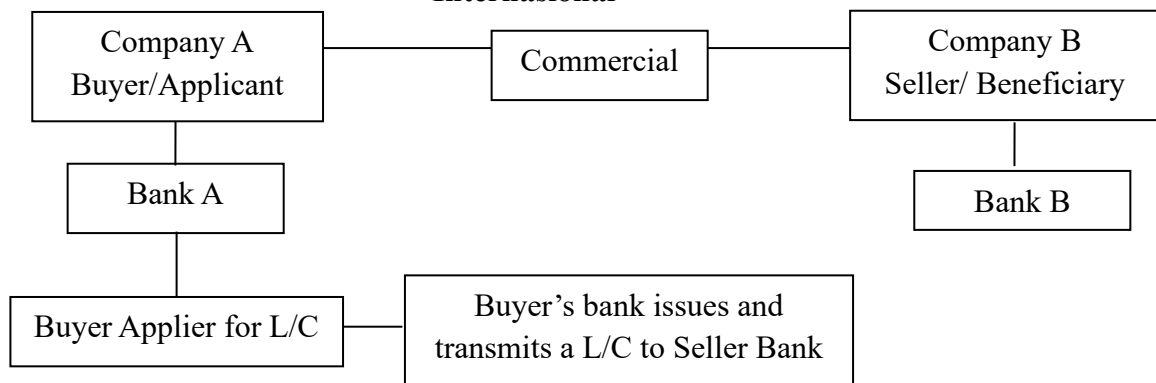 Company A
Buyer/Applicant
Commercial
Company B
Seller/ Beneficiary
Bank A
Bank B
Buyer Applier for L/C
Buyer’s bank issues and
transmits a L/C to Seller Bank